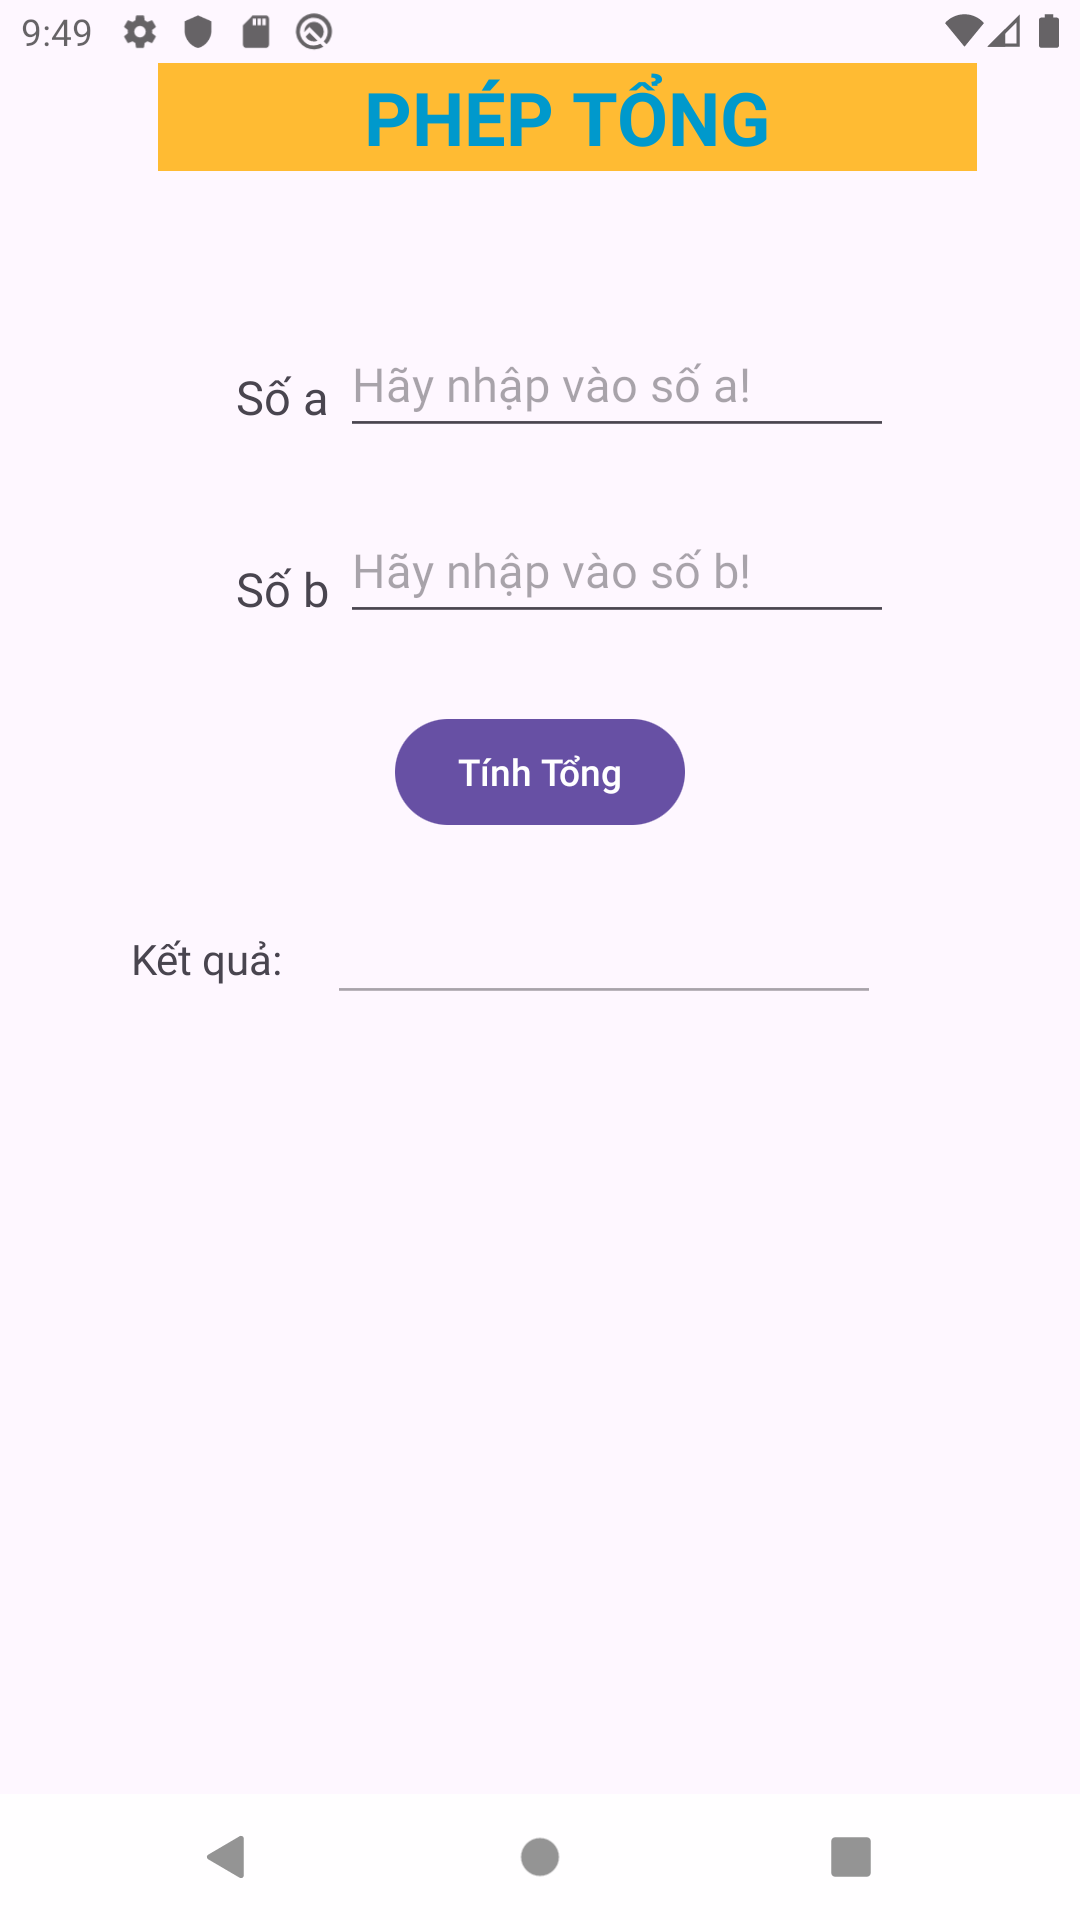 9:49
PHÉP TỔNG
Số a
Hãy nhập vào số a!
Số b
Hãy nhập vào số b!
Tính Tổng
Kết quả: